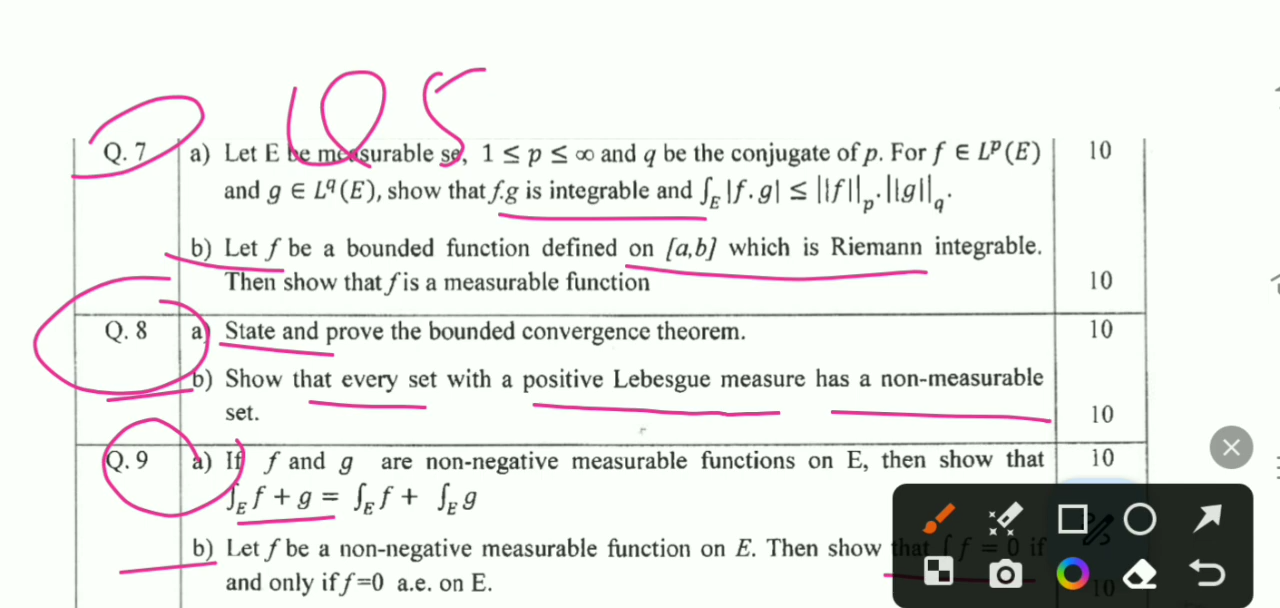 105
Q. 7 a) Let E be measurable se, 1 ≤ p ≤ ∞ and q be the conjugate of p. For f ∈ Lᴾ(E) 10
and g ∈ L^q(E), show that f.g is integrable and ∫_E |f.g| ≤ ||f||_p.||g||_q.
b) Let f be a bounded function defined on [a,b] which is Riemann integrable.
Then show that f is a measurable function 10
Q. 8 a) State and prove the bounded convergence theorem. 10
b) Show that every set with a positive Lebesgue measure has a non-measurable
set. 10
Q. 9 a) If f and g are non-negative measurable functions on E, then show that 10
∫_E f + g = ∫_E f + ∫_E g
b) Let f be a non-negative measurable function on E. Then show that ∫ f = 0 if
and only if f=0 a.e. on E. 10